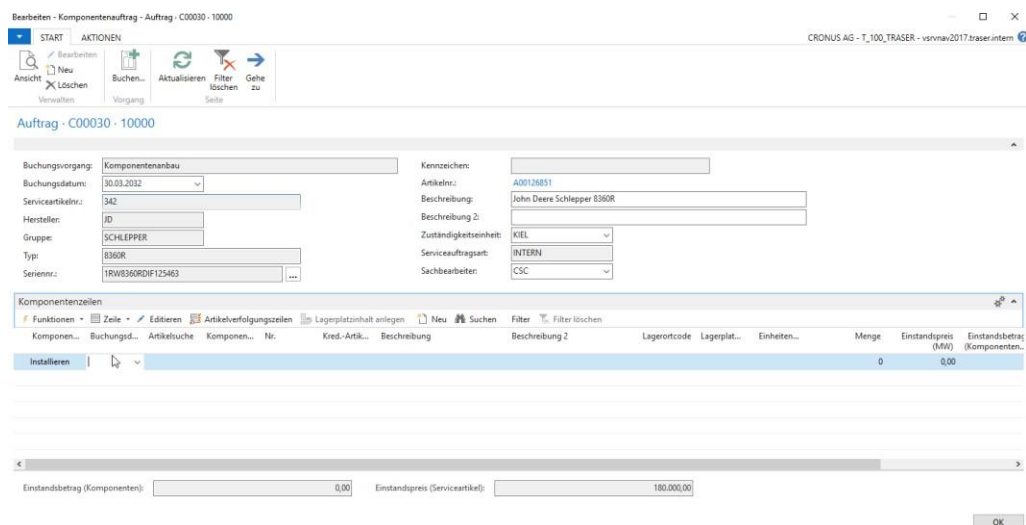 Bearbeiten - Komponentenauftrag - Auftrag · C00030 · 10000
START AKTIONEN
CRONUS AG - T_100_TRASER - vsrvnav2017.traser.intern
Ansicht
Bearbeiten
Neu
Löschen
Verwalten
Buchen...
Vorgang
Aktualisieren
Filter löschen
Gehe zu
Seite
Auftrag · C00030 · 10000
Buchungsvorgang: Komponentenanbau
Buchungsdatum: 30.03.2032
Serviceartikelnr.: 342
Hersteller: JD
Gruppe: SCHLEPPER
Typ: 8360R
Seriennr.: 1RW8360RDIF125463 ...
Kennzeichen:
Artikelnr.: A00126851
Beschreibung: John Deere Schlepper 8360R
Beschreibung 2:
Zuständigkeitseinheit: KIEL
Serviceauftragsart: INTERN
Sachbearbeiter: CSC
Komponentenzeilen
Funktionen Zeile Editieren Artikelverfolgungszeilen Lagerplatzinhalt anlegen Neu Suchen Filter Filter löschen
Komponen... Buchungsd... Artikelsuche Komponen... Nr. Kred.-Artik... Beschreibung Beschreibung 2 Lagerortcode Lagerplat... Einheiten... Menge Einstandspreis (MW) Einstandsbetrag (Komponenten...
Installieren 0 0,00
Einstandsbetrag (Komponenten): 0,00 Einstandspreis (Serviceartikel): 180.000,00
OK